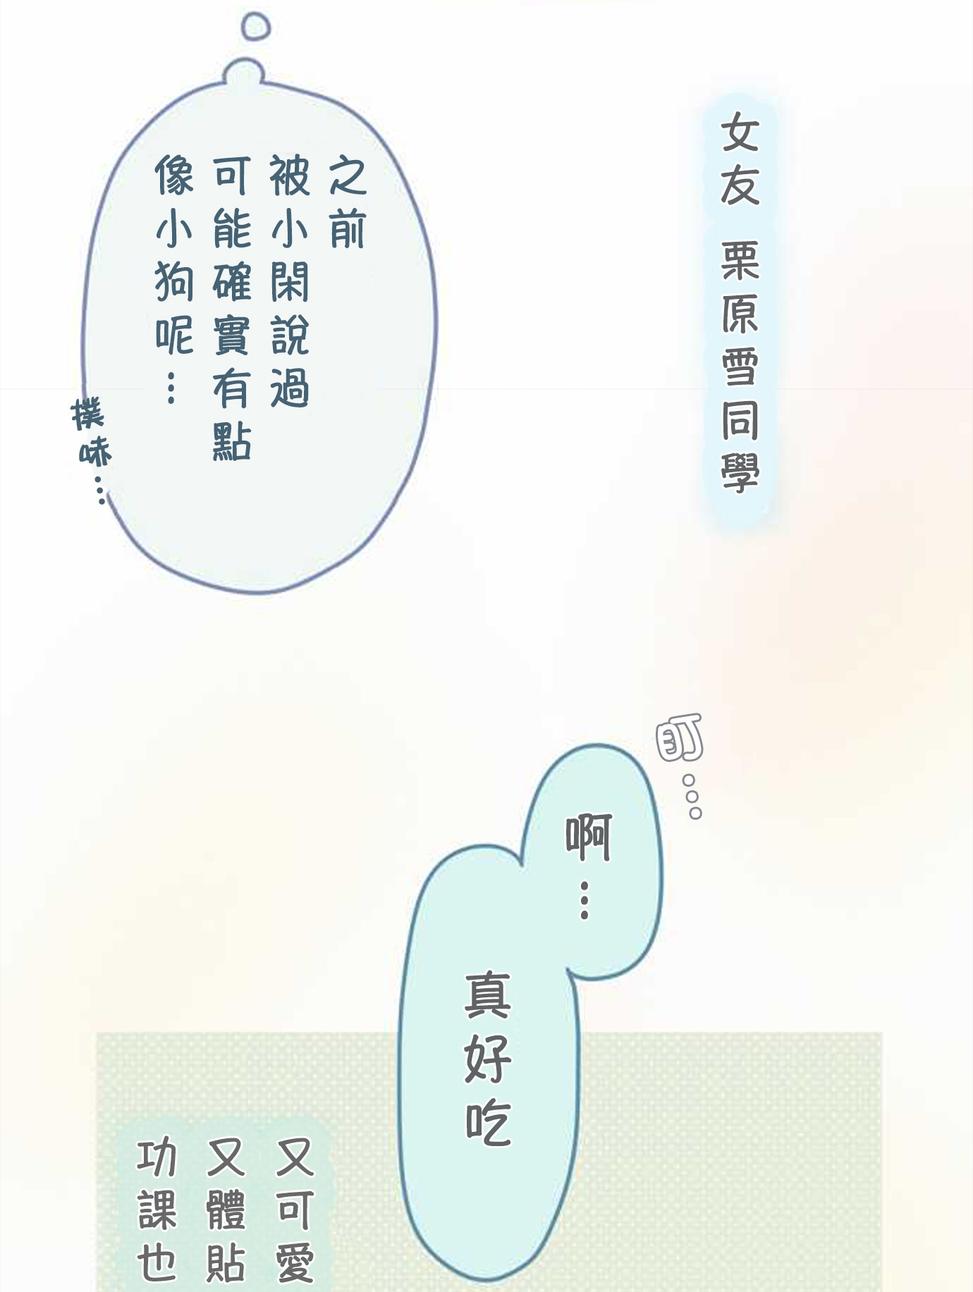 女友 栗原雪同學
之前
被小閑說過
可能確實有點
像小狗呢…
撲哧…
盯…
啊…
真好吃
又可愛
又體貼
功課也